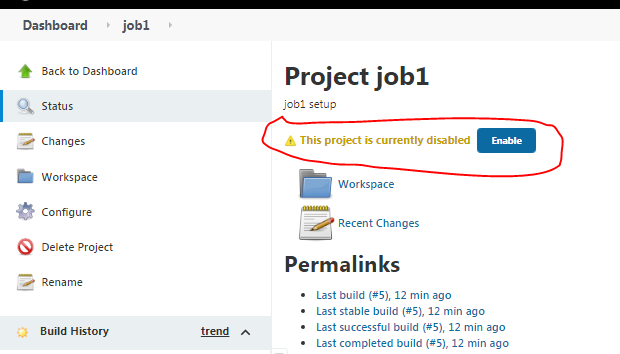 Dashboard job1
Back to Dashboard
Status
Changes
Workspace
Configure
Delete Project
Rename
Build History trend
Project job1
job1 setup
This project is currently disabled Enable
Workspace
Recent Changes
Permalinks
Last build (#5), 12 min ago
Last stable build (#5), 12 min ago
Last successful build (#5), 12 min ago
Last completed build (#5), 12 min ago